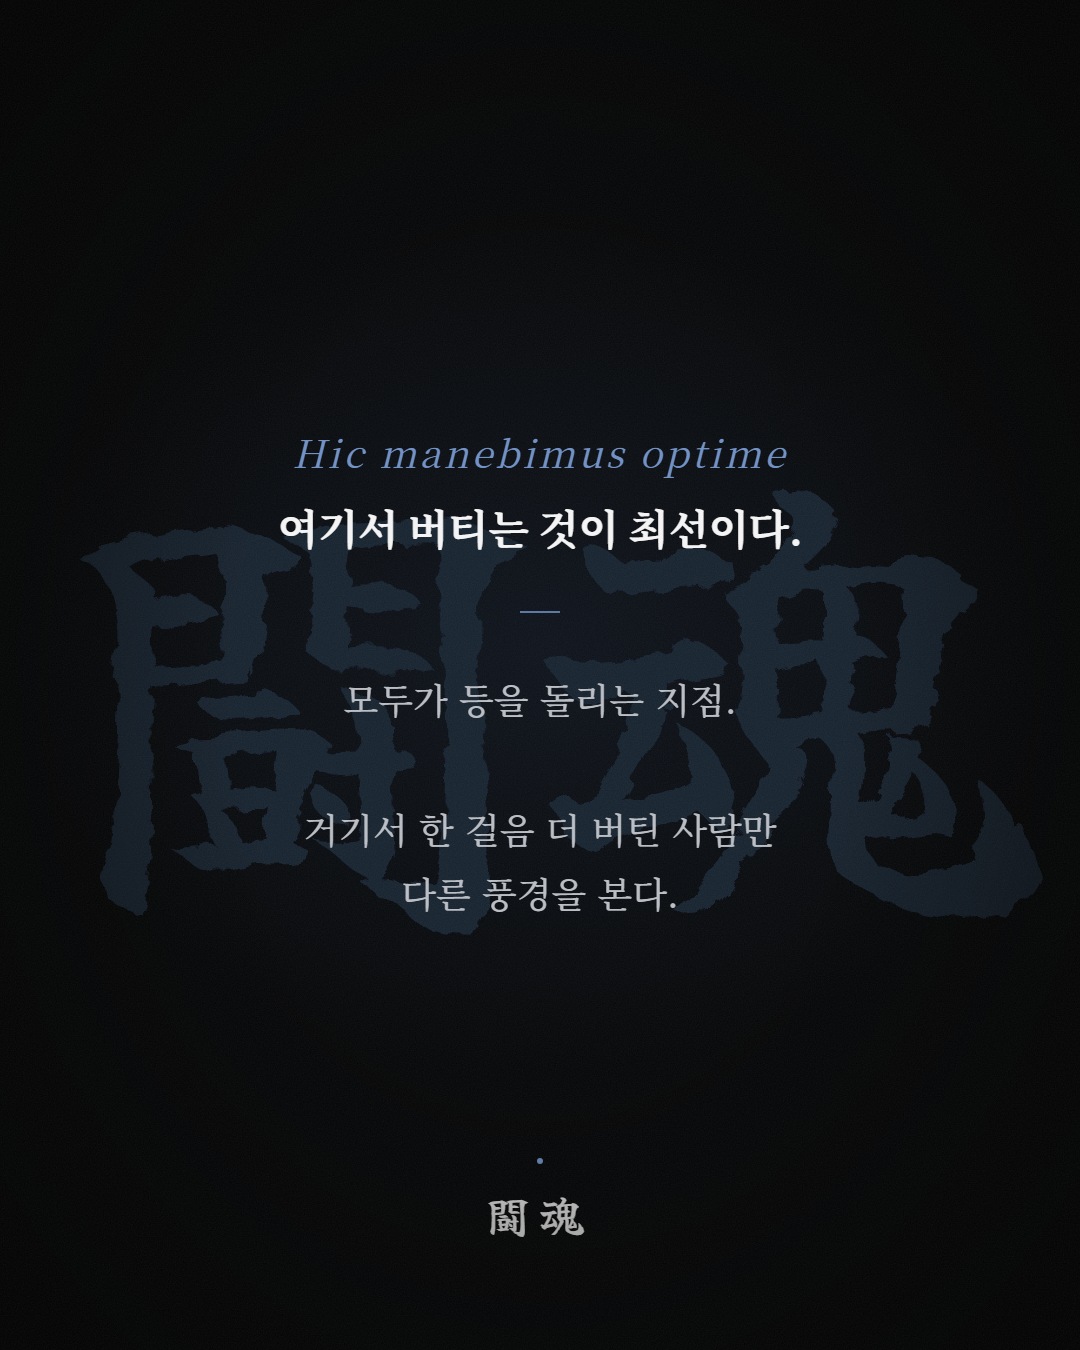 Hic manebimus optime
여기서 버티는 것이 최선이다.
모두가 등을 돌리는 지점.
거기서 한 걸음 더 버틴 사람만
다른 풍경을 본다.
闘魂
闘魂